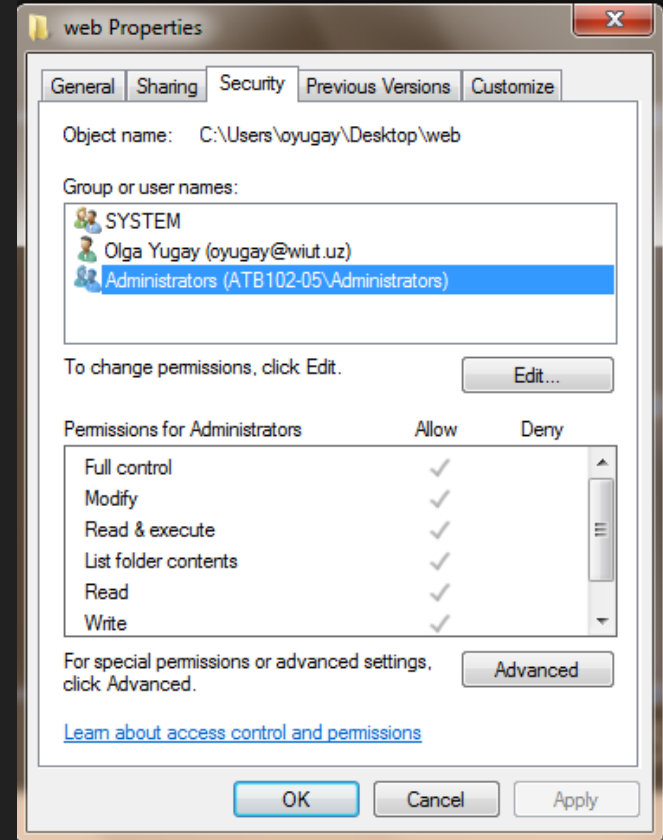 web Properties
General Sharing Security Previous Versions Customize
Object name: C:\Users\oyugay\Desktop\web
Group or user names:
SYSTEM
Olga Yugay (oyugay@wiut.uz)
Administrators (ATB102-05\Administrators)
To change permissions, click Edit. Edit...
Permissions for Administrators Allow Deny
Full control
Modify
Read & execute
List folder contents
Read
Write
For special permissions or advanced settings, Advanced
click Advanced.
Learn about access control and permissions
OK Cancel Apply